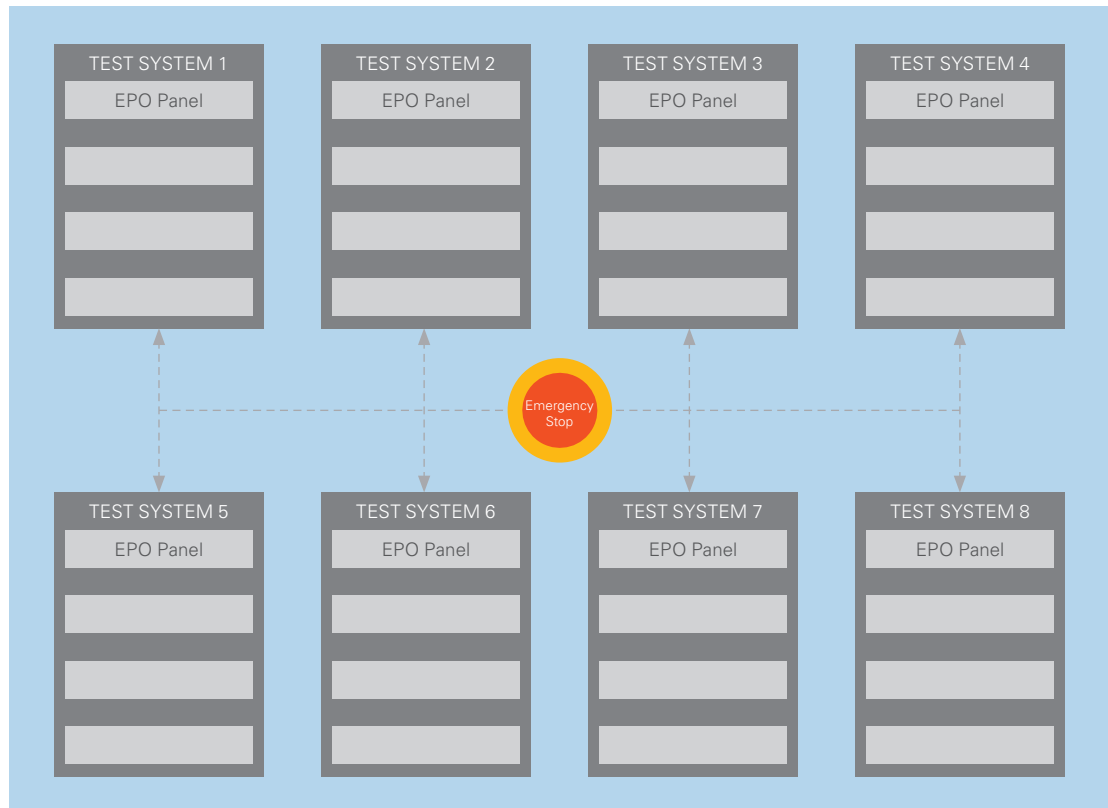 TEST SYSTEM 1
EPO Panel
TEST SYSTEM 2
EPO Panel
TEST SYSTEM 3
EPO Panel
TEST SYSTEM 4
EPO Panel
Emergency
Stop
TEST SYSTEM 5
EPO Panel
TEST SYSTEM 6
EPO Panel
TEST SYSTEM 7
EPO Panel
TEST SYSTEM 8
EPO Panel